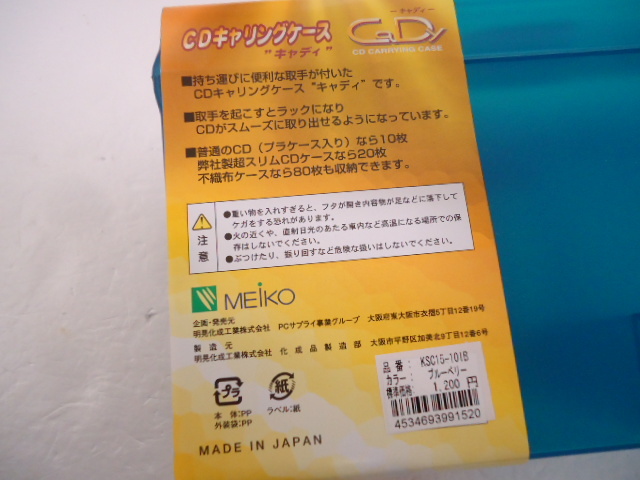 CDキャリングケース
"キャディ"
ーキャディー
CaDy
CD CARRYING CASE
■持ち運びに便利な取手が付いた
CDキャリングケース“キャディ”です。
■取手を起こすとラックになり
CDがスムーズに取り出せるようになっています。
■普通のCD（プラケース入り）なら10枚
弊社製超スリムCDケースなら20枚
不織布ケースなら80枚も収納できます。
注意
●重い物を入れすぎると、フタが開き内容物が足などに落下して
ケガをする恐れがあります。
●火の近くや、直射日光のあたる車内など高温になる場所での保
存はしないでください。
●ぶつけたり、振り回すなど危険な扱いはしないでください。
MEIKO
企画・発売元
明晃化成工業株式会社 PCサプライ事業グループ 大阪府東大阪市衣摺5丁目12番19号
製造元
明晃化成工業株式会社 化成品製造部 大阪市平野区加美北9丁目12番6号
プラ
本体:PP
外装袋:PP
紙
ラベル:紙
MADE IN JAPAN
品番: KSC15-101B
カラー: ブルーベリー
標準価格: 1,200円
4534693991520